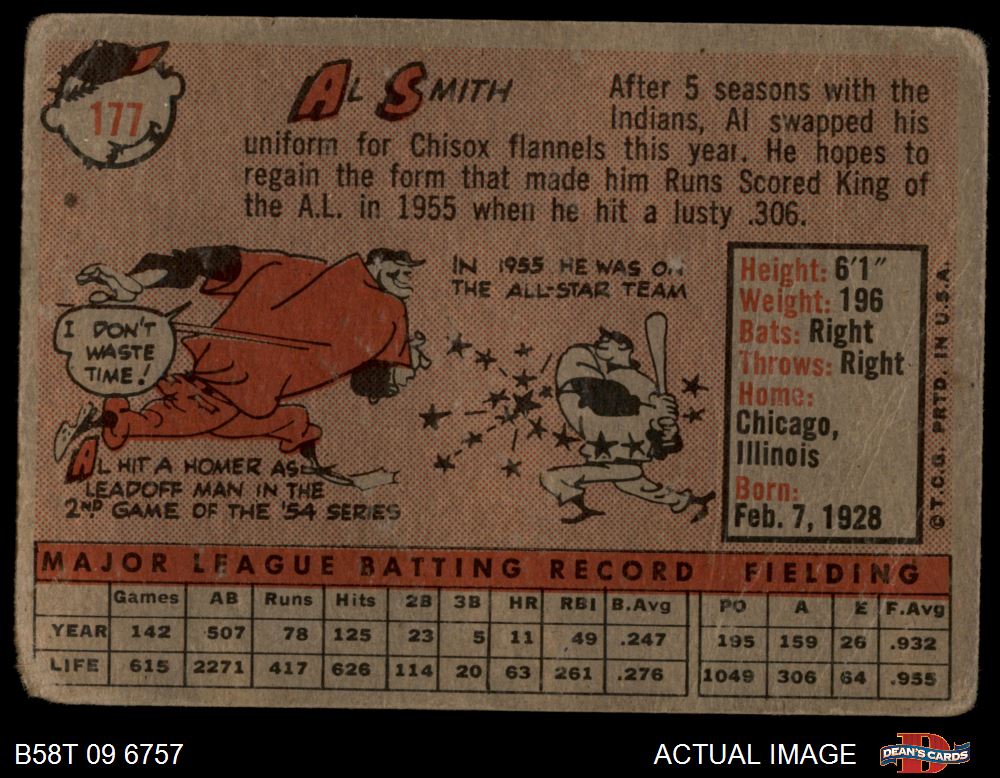 177
AL SMITH
After 5 seasons with the
Indians, Al swapped his
uniform for Chisox flannels this year. He hopes to
regain the form that made him Runs Scored King of
the A.L. in 1955 when he hit a lusty .306.
I DON'T
WASTE
TIME!
AL HIT A HOMER AS
LEADOFF MAN IN THE
2ND GAME OF THE '54 SERIES
IN 1955 HE WAS ON
THE ALL-STAR TEAM
Height: 6'1"
Weight: 196
Bats: Right
Throws: Right
Home:
Chicago,
Illinois
Born:
Feb. 7, 1928
© T.C.G. PRTD. IN U.S.A.
MAJOR LEAGUE BATTING RECORD FIELDING
Games AB Runs Hits 2B 3B HR RBI B.Avg PO A E F.Avg
YEAR 142 507 78 125 23 5 11 49 .247 195 159 26 .932
LIFE 615 2271 417 626 114 20 63 261 .276 1049 306 64 .955
B58T 09 6757
ACTUAL IMAGE
DEAN'S CARDS